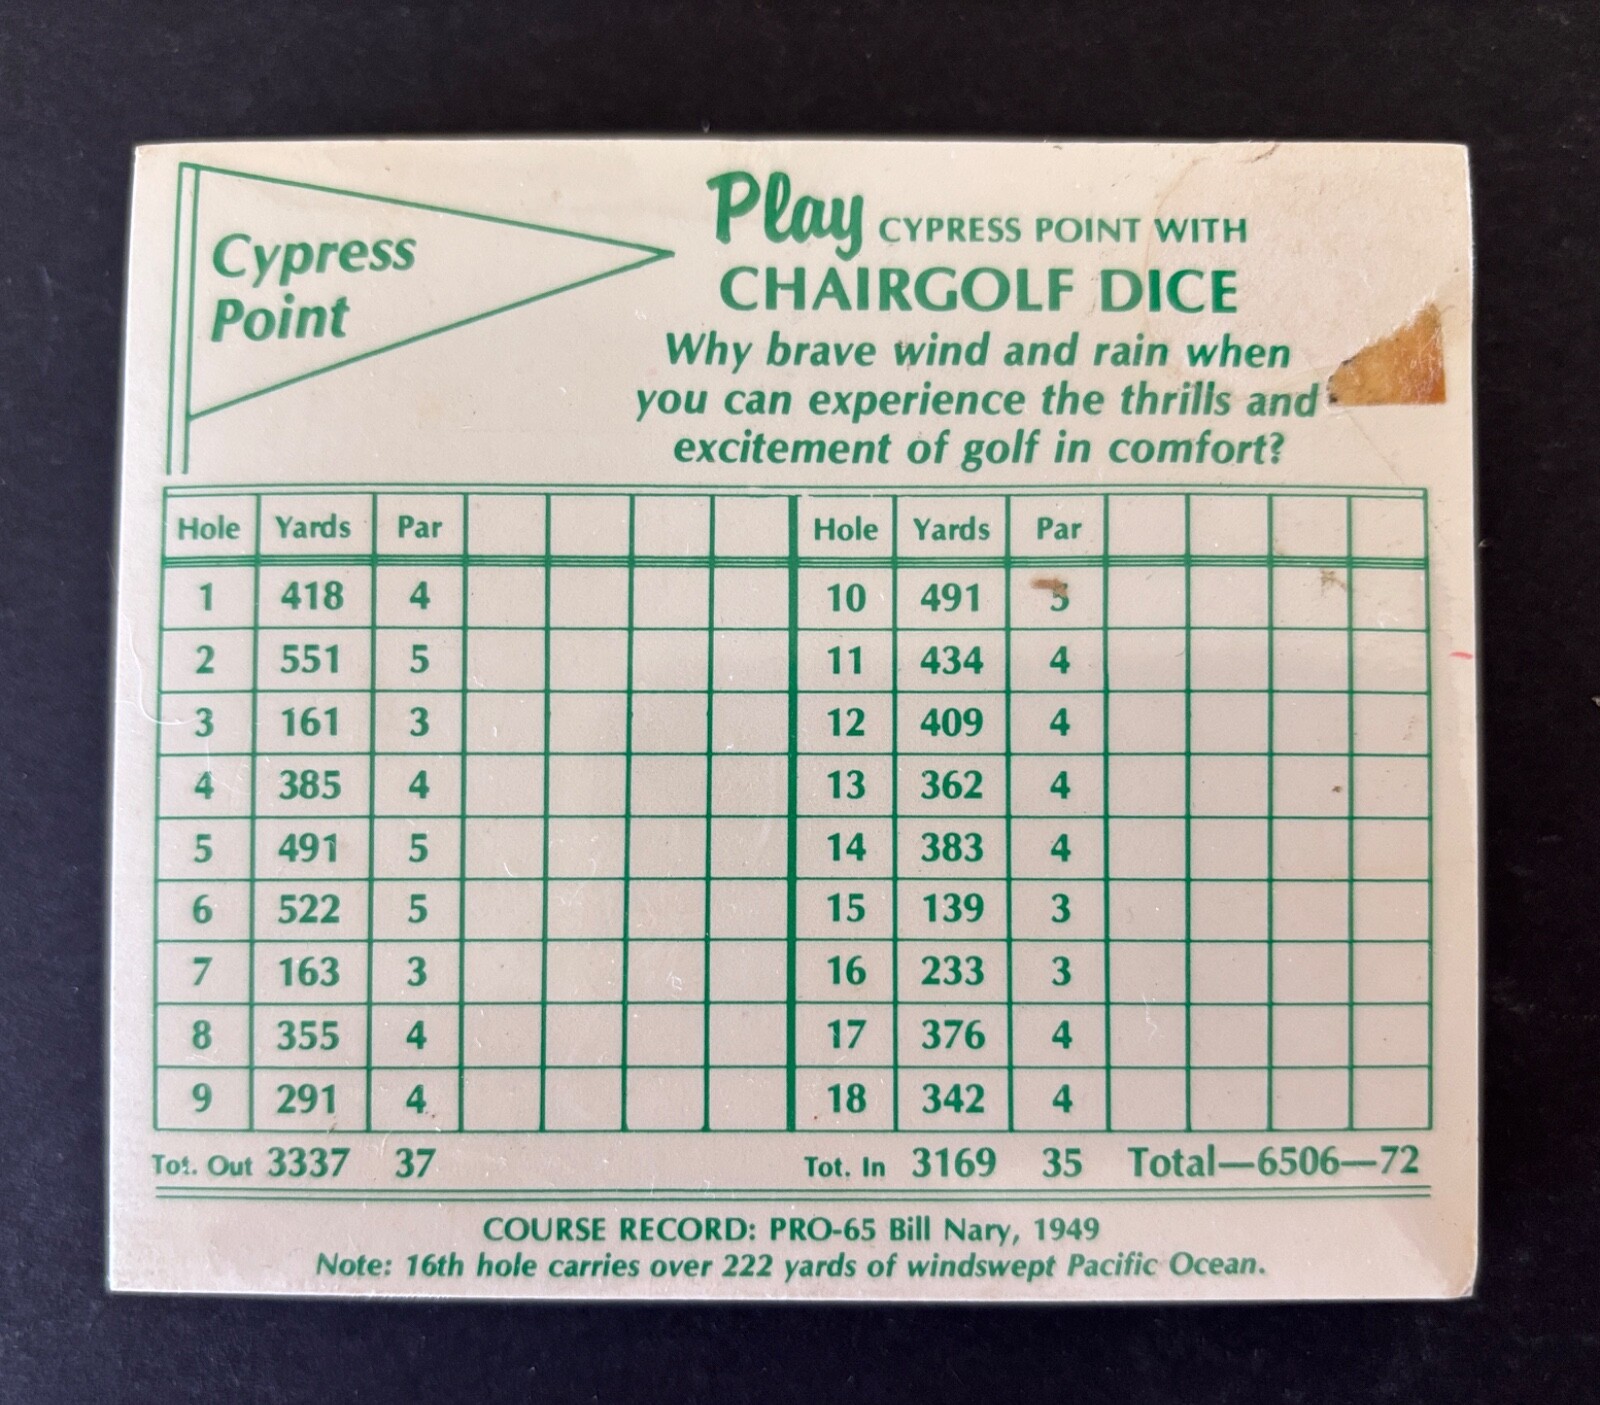 Cypress
Point
Play CYPRESS POINT WITH
CHAIRGOLF DICE
Why brave wind and rain when
you can experience the thrills and
excitement of golf in comfort?
Hole Yards Par Hole Yards Par
1 418 4 10 491 5
2 551 5 11 434 4
3 161 3 12 409 4
4 385 4 13 362 4
5 491 5 14 383 4
6 522 5 15 139 3
7 163 3 16 233 3
8 355 4 17 376 4
9 291 4 18 342 4
Tot. Out 3337 37 Tot. In 3169 35 Total—6506—72
COURSE RECORD: PRO-65 Bill Nary, 1949
Note: 16th hole carries over 222 yards of windswept Pacific Ocean.